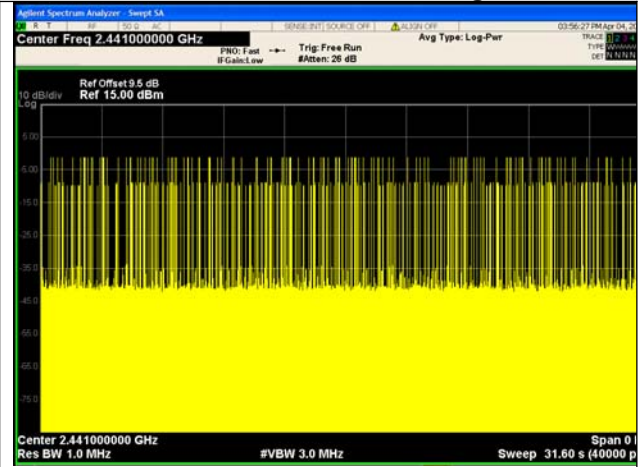 Agilent Spectrum Analyzer - Swept SA
R T RF 50 Ω AC SENSE:INT SOURCE OFF ALIGN OFF 03:56:27 PM Apr 04, 20
Center Freq 2.441000000 GHz
Avg Type: Log-Pwr
TRACE 1 2 3 4
TYPE
DET N N N N
PNO: Fast
IFGain:Low
Trig: Free Run
#Atten: 26 dB
Ref Offset 9.5 dB
10 dB/div Ref 15.00 dBm
Log
5.00
-5.00
-15.0
-25.0
-35.0
-45.0
-55.0
-65.0
-75.0
Center 2.441000000 GHz Span 0
Res BW 1.0 MHz #VBW 3.0 MHz Sweep 31.60 s (40000 p